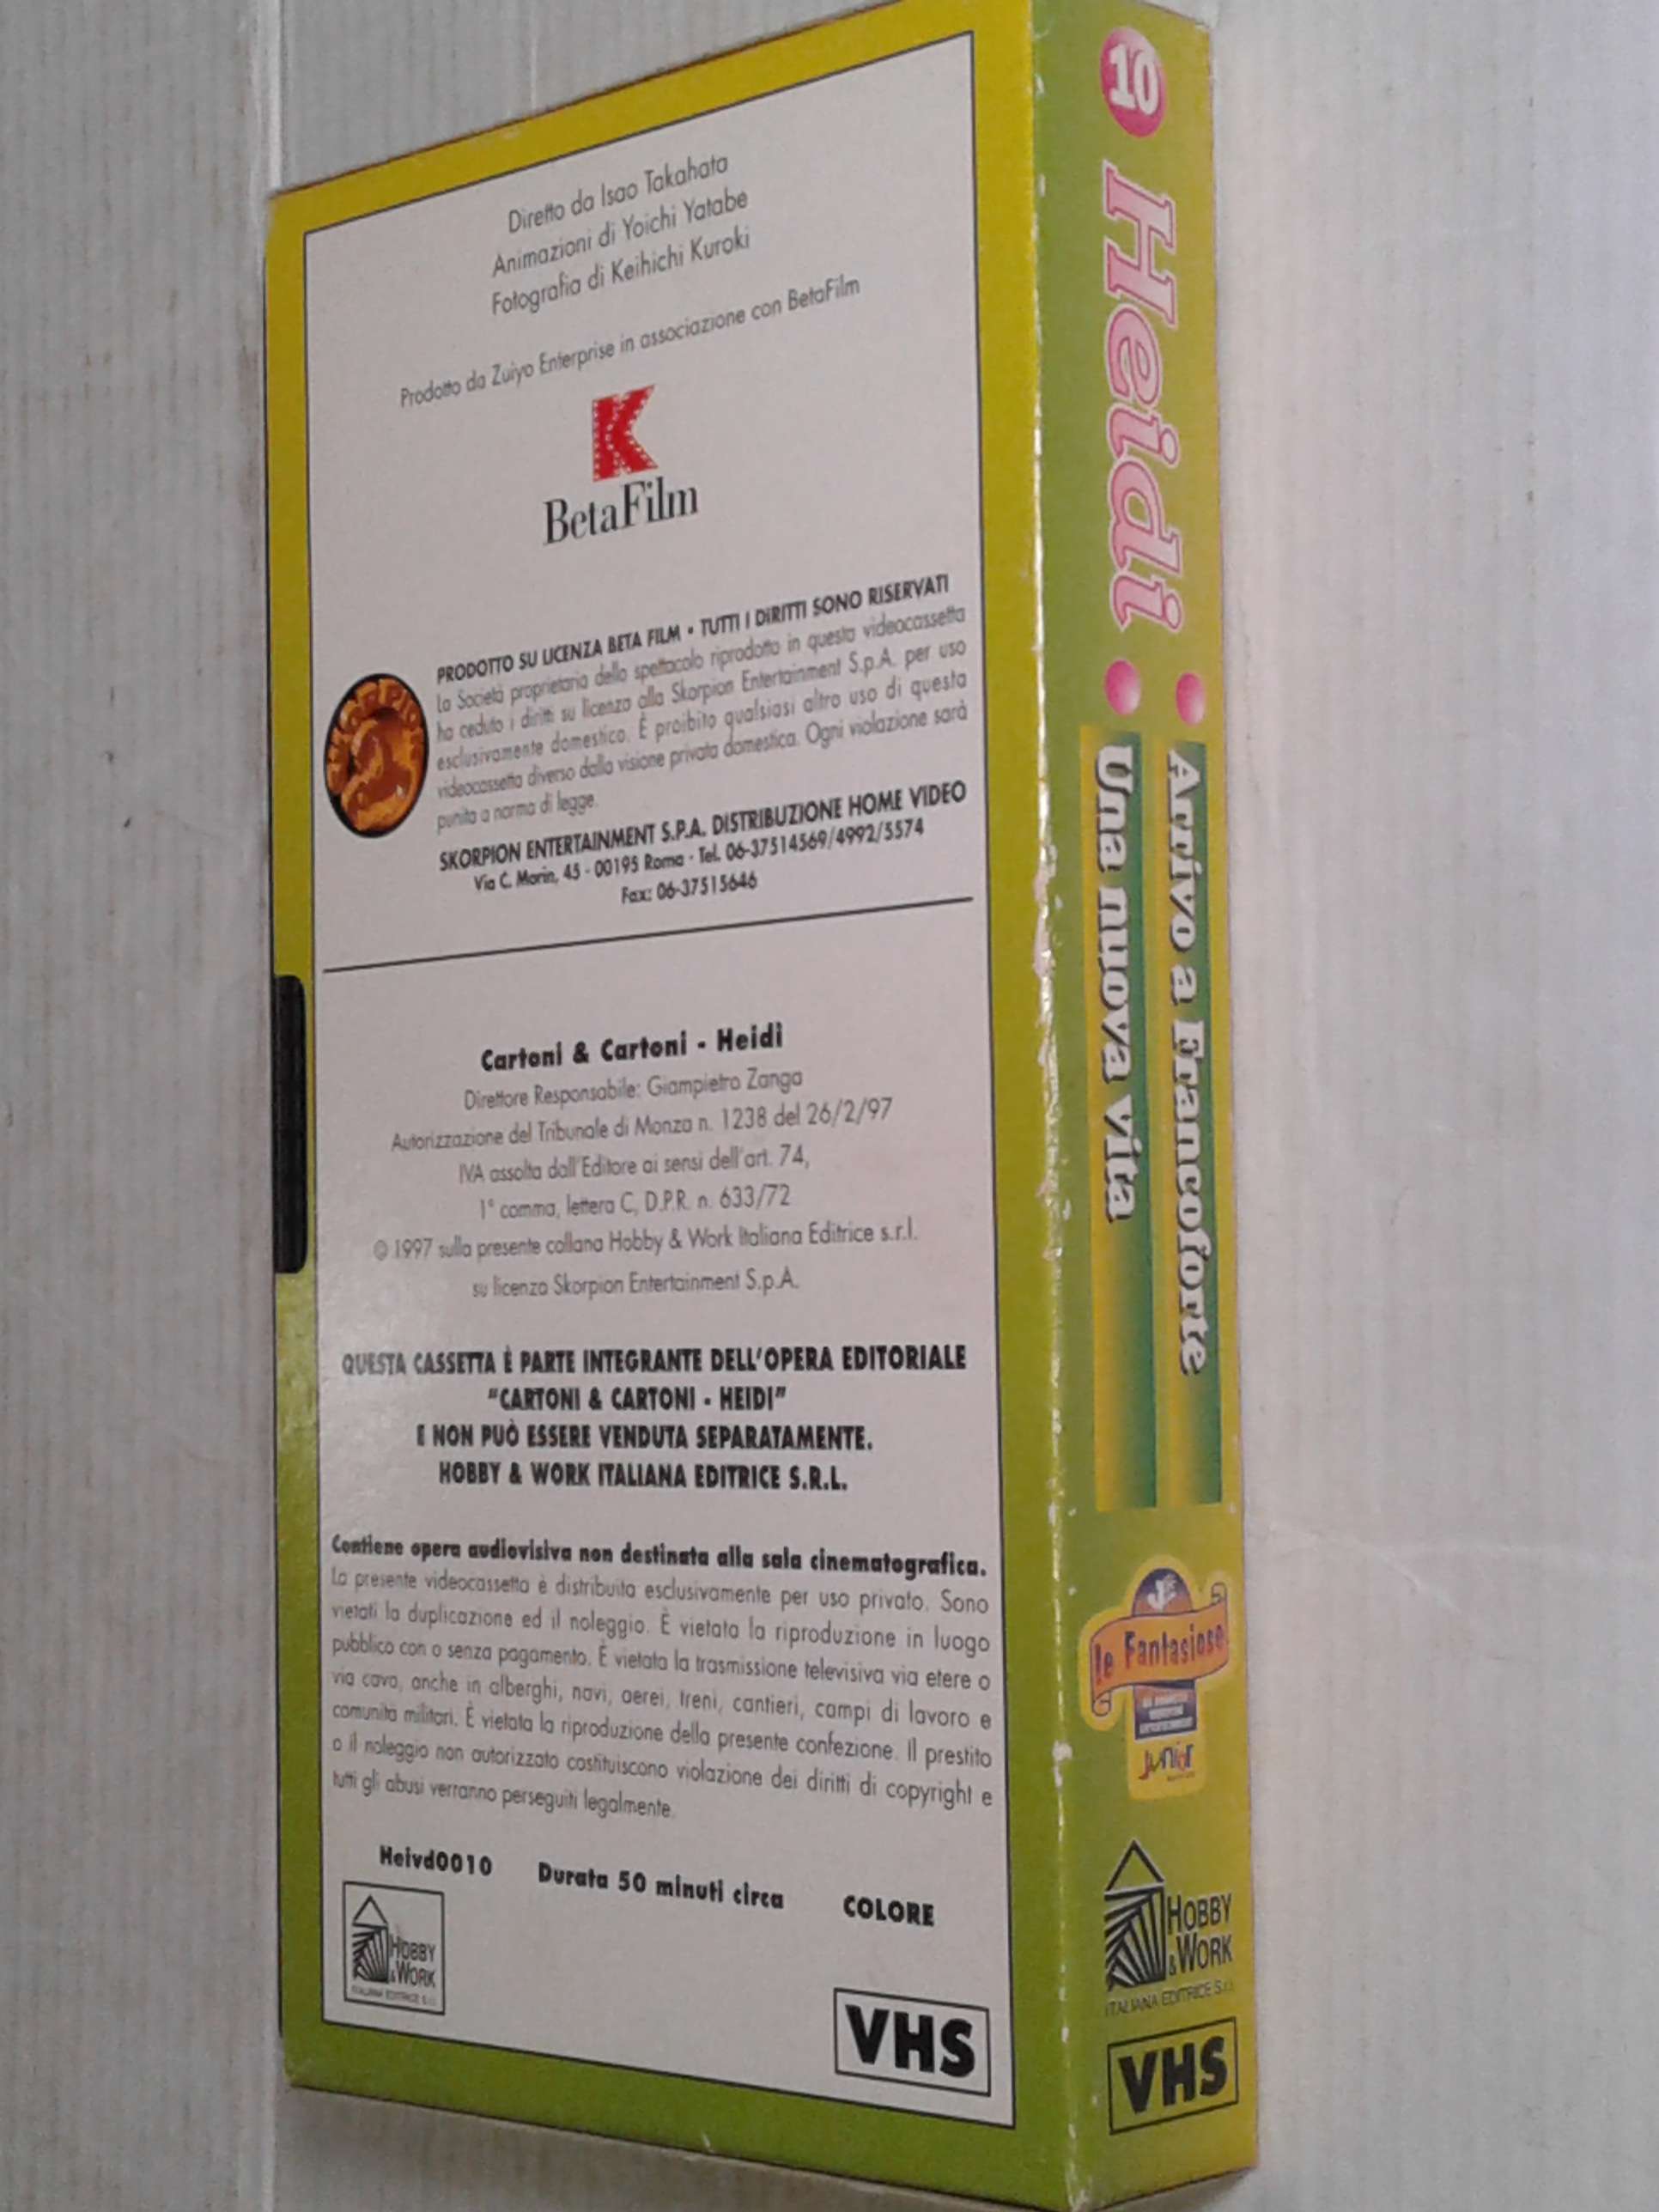 Diretto da Isao Takahata
Animazioni di Yoichi Yatabe
Fotografia di Keihichi Kuroki
Prodotto da Zuiyo Enterprise in associazione con BetaFilm
K
BetaFilm
PRODOTTO SU LICENZA BETA FILM • TUTTI I DIRITTI SONO RISERVATI
La Società proprietaria dello spettacolo riprodotto in questa videocassetta
ha ceduto i diritti su licenza alla Skorpion Entertainment S.p.A. per uso
esclusivamente domestico. È proibito qualsiasi altro uso di questa
videocassetta diverso dalla visione privata domestica. Ogni violazione sarà
punita a norma di legge.
SKORPION ENTERTAINMENT S.P.A. DISTRIBUZIONE HOME VIDEO
Via C. Morin, 45 - 00195 Roma - Tel. 06-37514569/4992/5574
Fax: 06-37515646
Cartoni & Cartoni - Heidi
Direttore Responsabile: Giampietro Zanga
Autorizzazione del Tribunale di Monza n. 1238 del 26/2/97
IVA assolta dall'Editore ai sensi dell'art. 74,
1° comma, lettera C, D.P.R. n. 633/72
© 1997 sulla presente collana Hobby & Work Italiana Editrice s.r.l.
su licenza Skorpion Entertainment S.p.A.
QUESTA CASSETTA È PARTE INTEGRANTE DELL'OPERA EDITORIALE
"CARTONI & CARTONI - HEIDI"
E NON PUÒ ESSERE VENDUTA SEPARATAMENTE.
HOBBY & WORK ITALIANA EDITRICE S.R.L.
Contiene opera audiovisiva non destinata alla sala cinematografica.
La presente videocassetta è distribuita esclusivamente per uso privato. Sono
vietati la duplicazione ed il noleggio. È vietata la riproduzione in luogo
pubblico con o senza pagamento. È vietata la trasmissione televisiva via etere o
via cavo, anche in alberghi, navi, aerei, treni, cantieri, campi di lavoro e
comunità militari. È vietata la riproduzione della presente confezione. Il prestito
o il noleggio non autorizzato costituiscono violazione dei diritti di copyright e
tutti gli abusi verranno perseguiti legalmente.
Heivd0010 Durata 50 minuti circa COLORE
HOBBY
& WORK
ITALIANA EDITRICE S.r.l.
VHS
10 Heidi
Arrivo a Francoforte
Una nuova vita
le Fantasiose
Junior
HOBBY
& WORK
ITALIANA EDITRICE S.r.l.
VHS